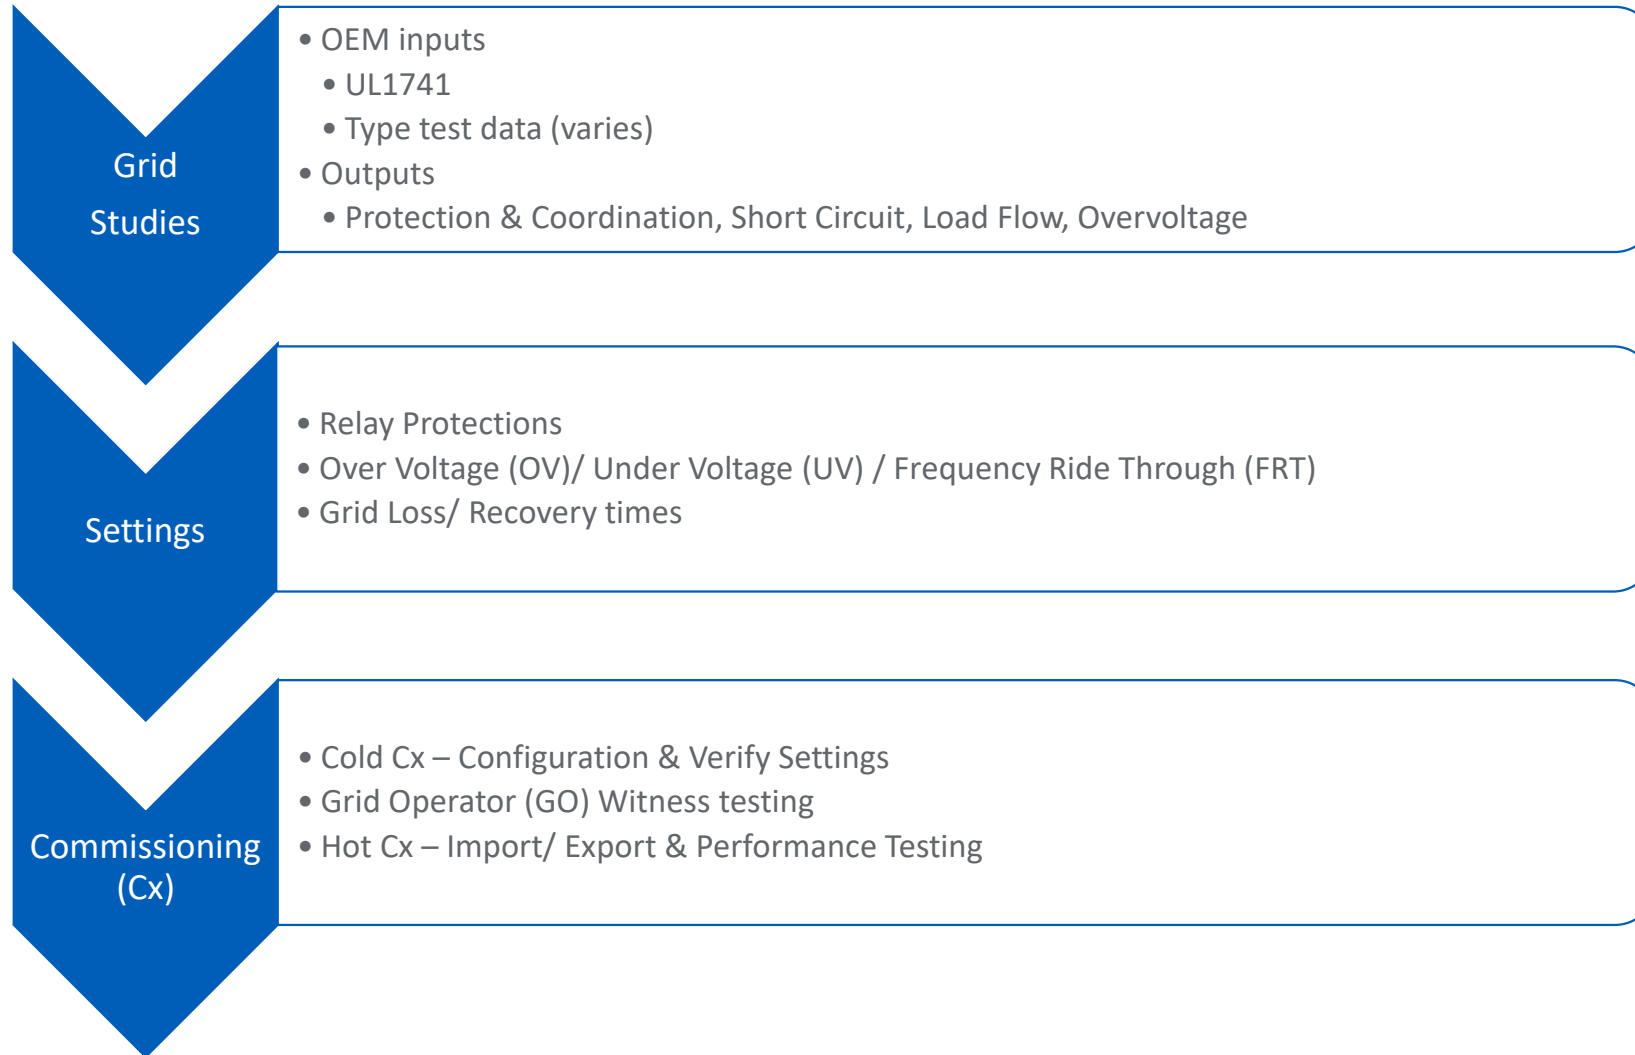 Grid
Studies
• OEM inputs
• UL1741
• Type test data (varies)
• Outputs
• Protection & Coordination, Short Circuit, Load Flow, Overvoltage
Settings
• Relay Protections
• Over Voltage (OV)/ Under Voltage (UV) / Frequency Ride Through (FRT)
• Grid Loss/ Recovery times
Commissioning
(Cx)
• Cold Cx – Configuration & Verify Settings
• Grid Operator (GO) Witness testing
• Hot Cx – Import/ Export & Performance Testing